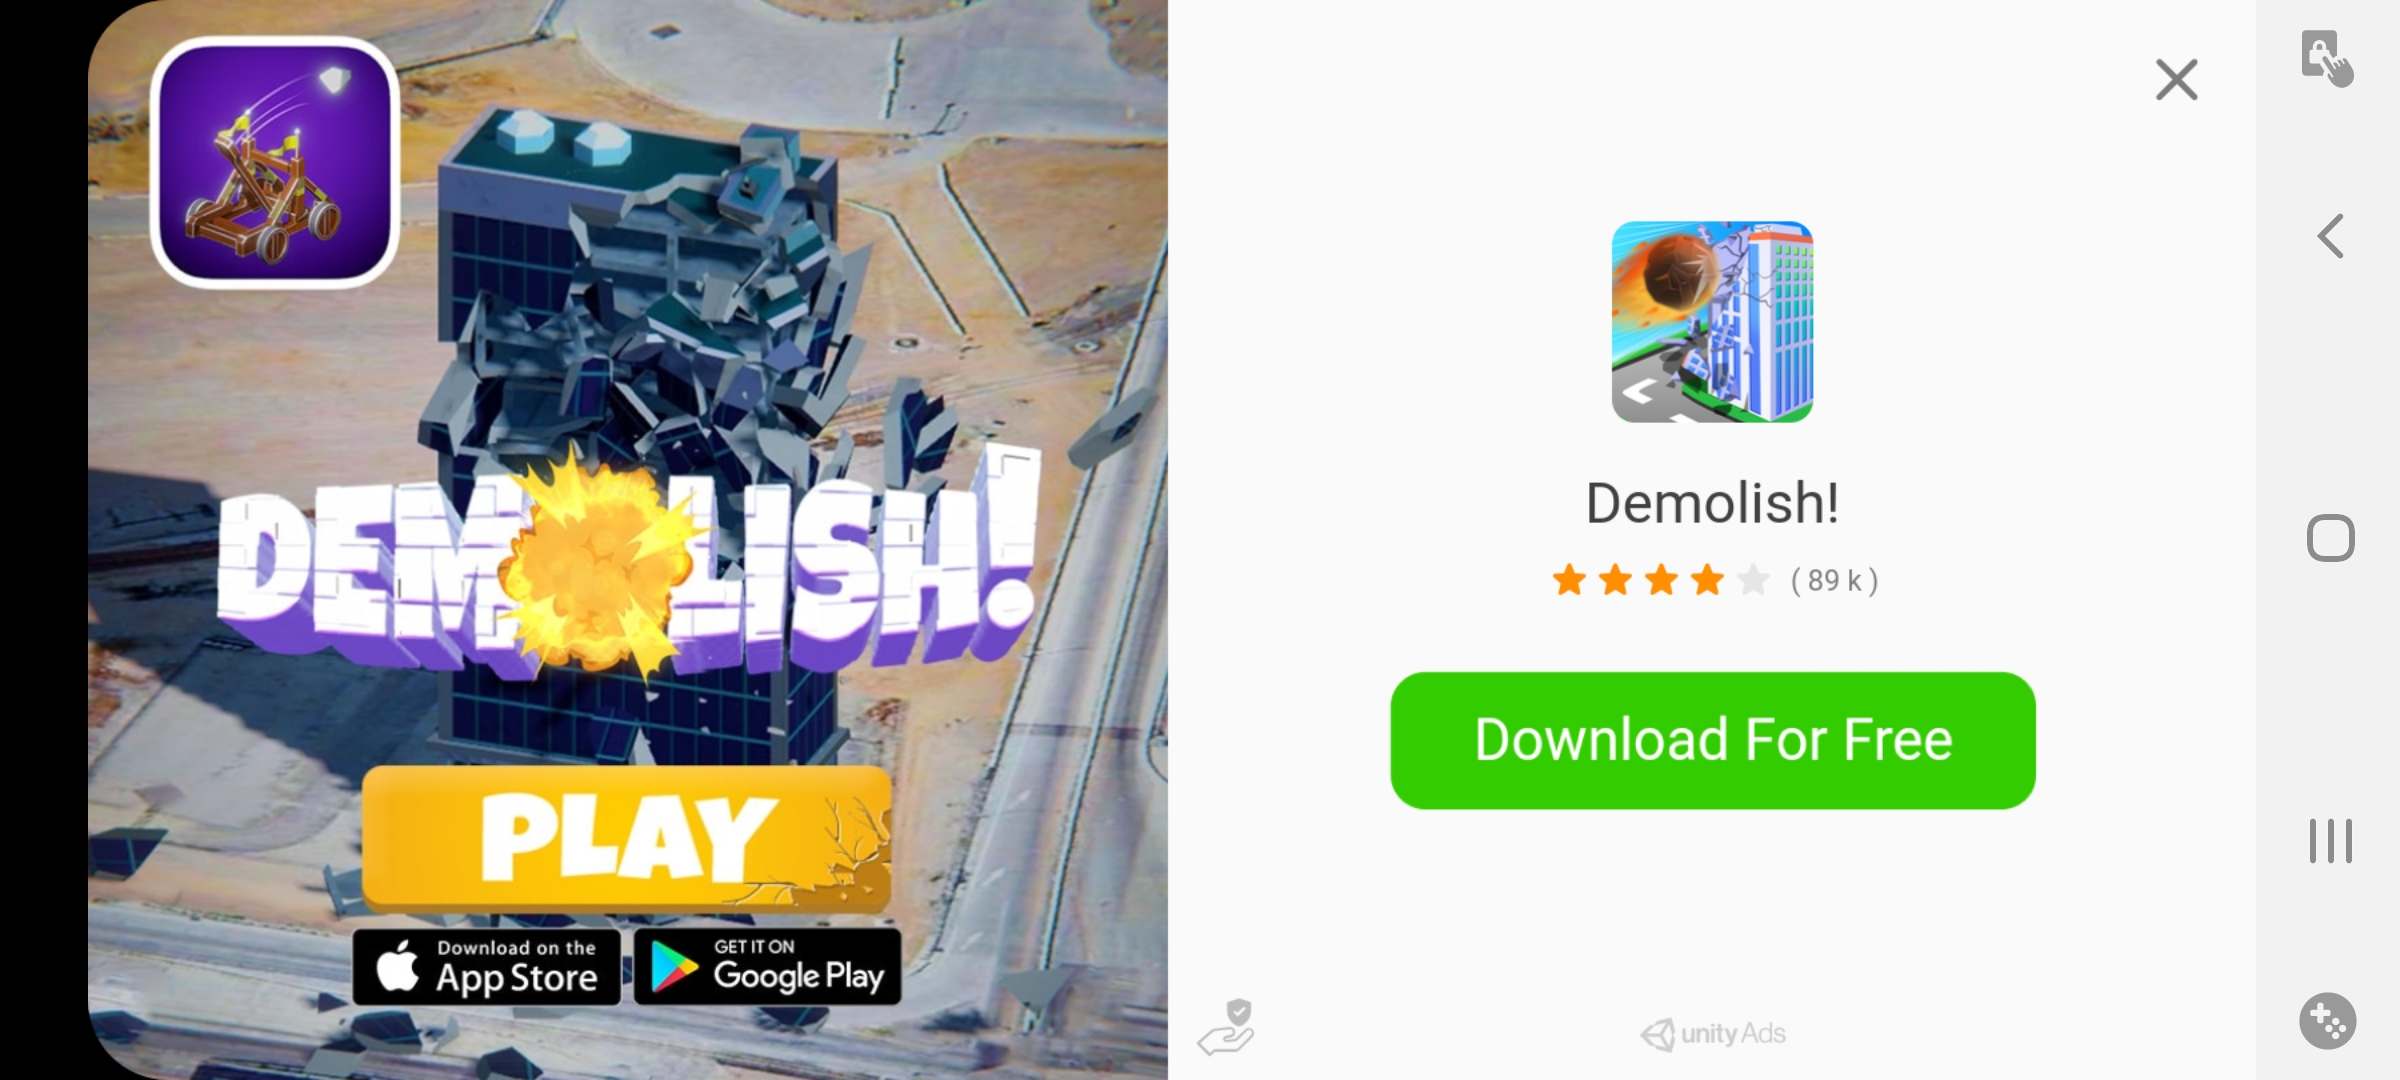 DEMOLISH!
PLAY
Download on the
App Store
GET IT ON
Google Play
Demolish!
( 89 k )
Download For Free
unity Ads